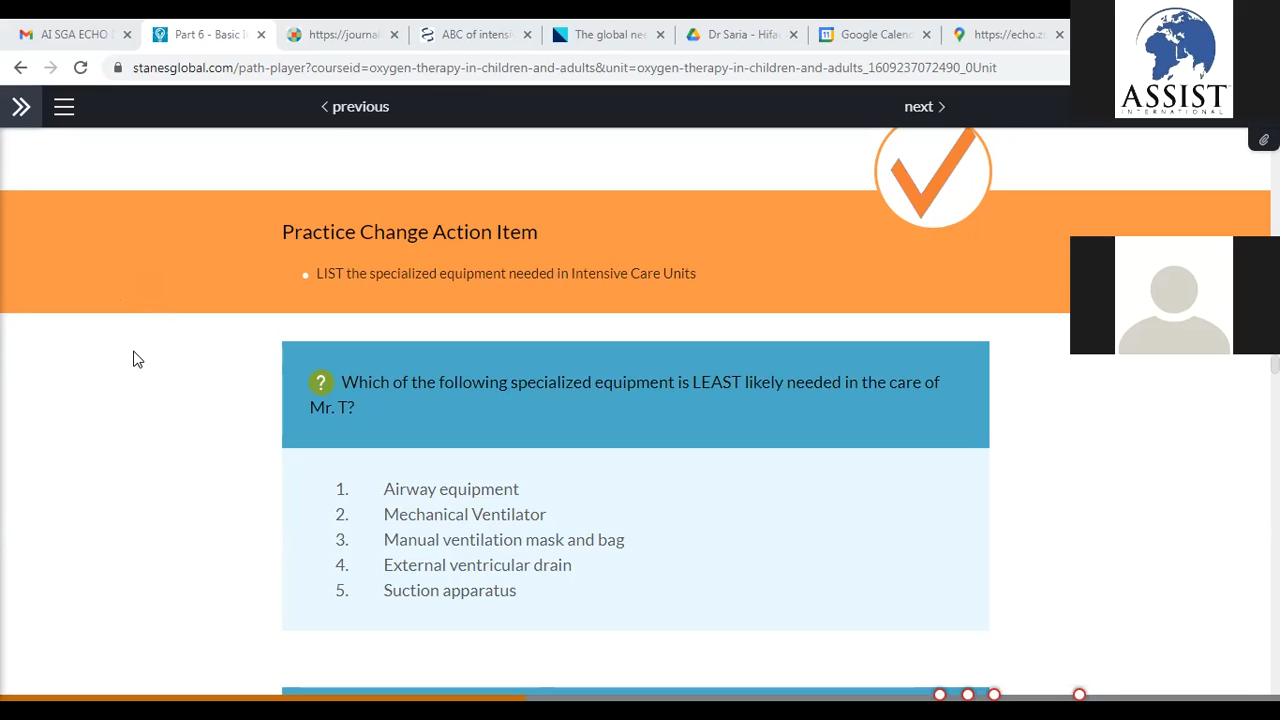 AI SGA ECHO
Part 6 - Basic
https://journal
ABC of intensi
The global nee
Dr Saria - Hifa
Google Calen
https://echo.z
stanesglobal.com/path-player?courseid=oxygen-therapy-in-children-and-adults&unit=oxygen-therapy-in-children-and-adults_1609237072490_0Unit
previous
next
ASSIST
INTERNATIONAL
Practice Change Action Item
LIST the specialized equipment needed in Intensive Care Units
? Which of the following specialized equipment is LEAST likely needed in the care of
Mr. T?
1. Airway equipment
2. Mechanical Ventilator
3. Manual ventilation mask and bag
4. External ventricular drain
5. Suction apparatus